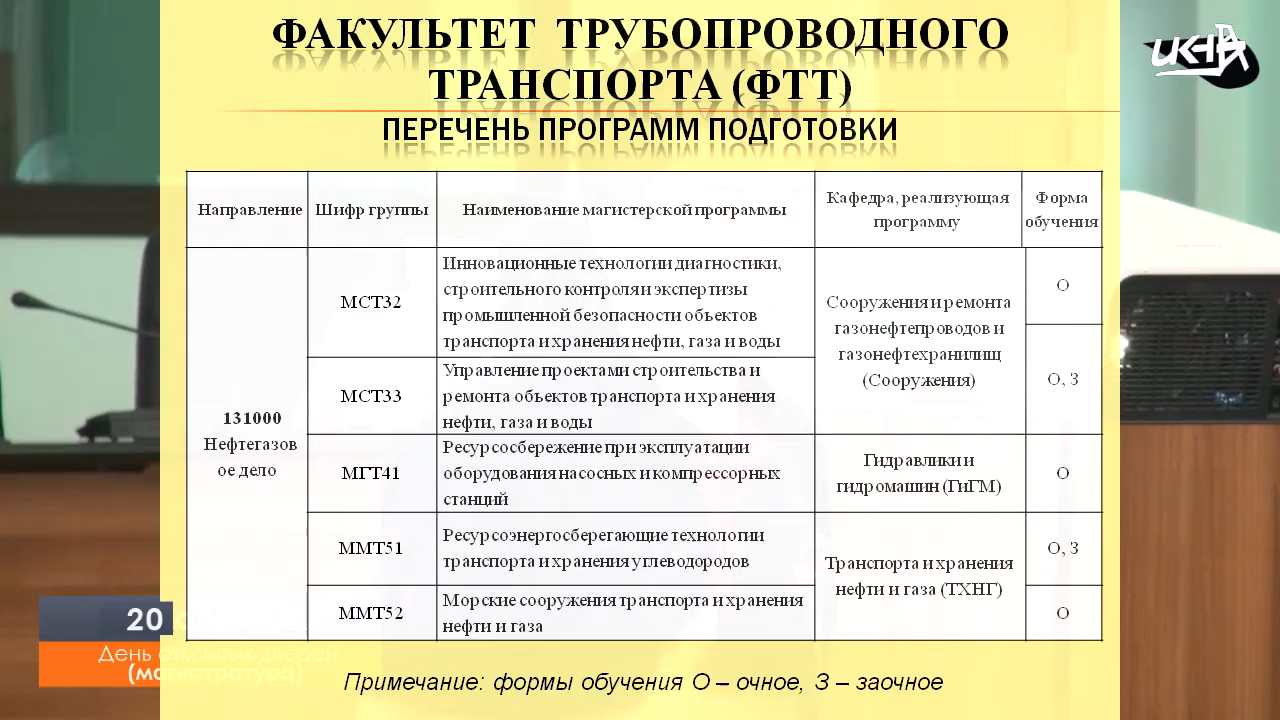 ФАКУЛЬТЕТ ТРУБОПРОВОДНОГО
ТРАНСПОРТА (ФТТ)
ПЕРЕЧЕНЬ ПРОГРАММ ПОДГОТОВКИ
Направление
Шифр группы
Наименование магистерской программы
Кафедра, реализующая
программу
Форма
обучения
131000
Нефтегазов
ое дело
МСТ32
Инновационные технологии диагностики,
строительного контроля и экспертизы
промышленной безопасности объектов
транспорта и хранения нефти, газа и воды
Сооружения и ремонта
газонефтепроводов и
газонефтехранилищ
(Сооружения)
О
МСТ33
Управление проектами строительства и
ремонта объектов транспорта и хранения
нефти, газа и воды
О, З
МГТ41
Ресурсосбережение при эксплуатации
оборудования насосных и компрессорных
станций
Гидравлики и
гидромашин (ГиГМ)
О
ММТ51
Ресурсоэнергосберегающие технологии
транспорта и хранения углеводородов
Транспорта и хранения
нефти и газа (ТХНГ)
О, З
ММТ52
Морские сооружения транспорта и хранения
нефти и газа
О
Примечание: формы обучения О – очное, З – заочное
20
День открытых дверей
(магистратура)